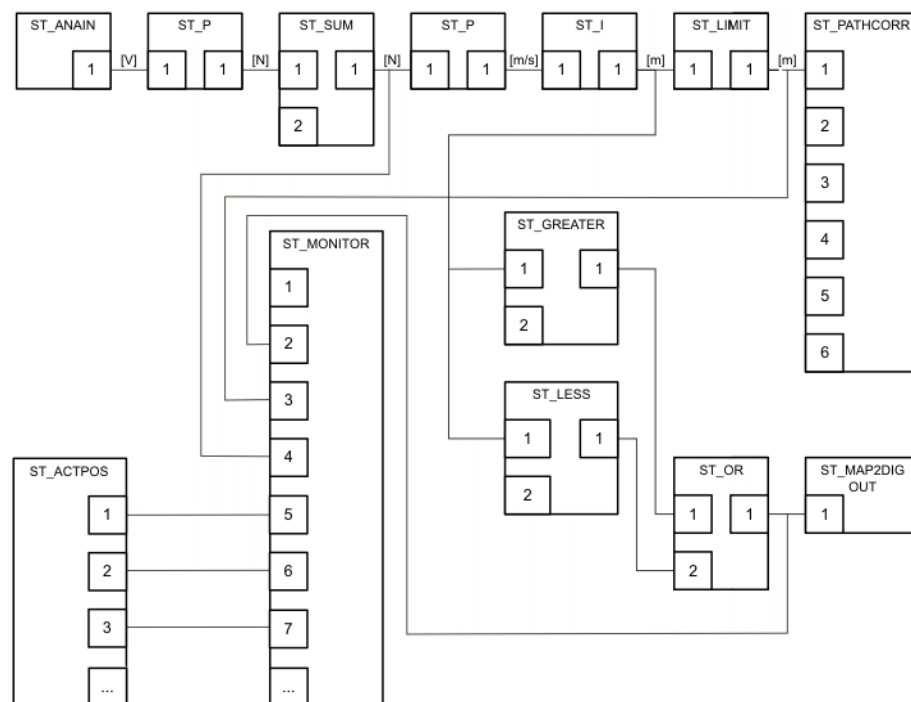 ST_ANAIN ST_P ST_SUM ST_P ST_I ST_LIMIT ST_PATHCORR
[V] [N] [N] [m/s] [m] [m]
1 1 1 1 1 1 1 1 1 1 1 1
2 2
3
ST_GREATER
ST_MONITOR
1 1 4
1
2 5
2
6
3 ST_LESS
1 1
4
ST_ACTPOS ST_OR ST_MAP2DIG
OUT
2
1 5 1 1 1
2 6 2
3 7
... ...